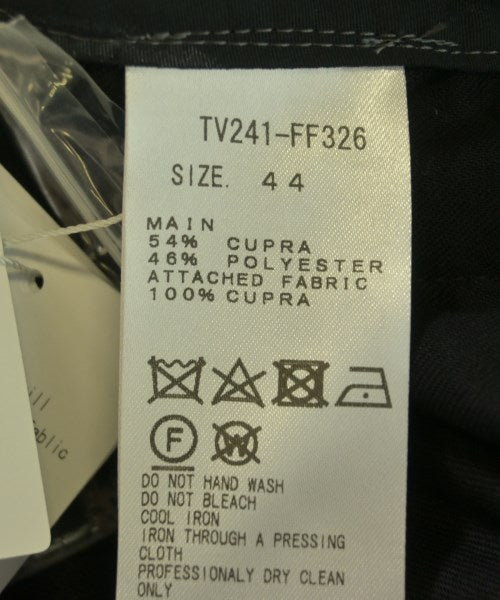 TV241-FF326
SIZE. 44
MAIN
54% CUPRA
46% POLYESTER
ATTACHED FABRIC
100% CUPRA
F
W
DO NOT HAND WASH
DO NOT BLEACH
COOL IRON
IRON THROUGH A PRESSING
CLOTH
PROFESSIONALY DRY CLEAN
ONLY